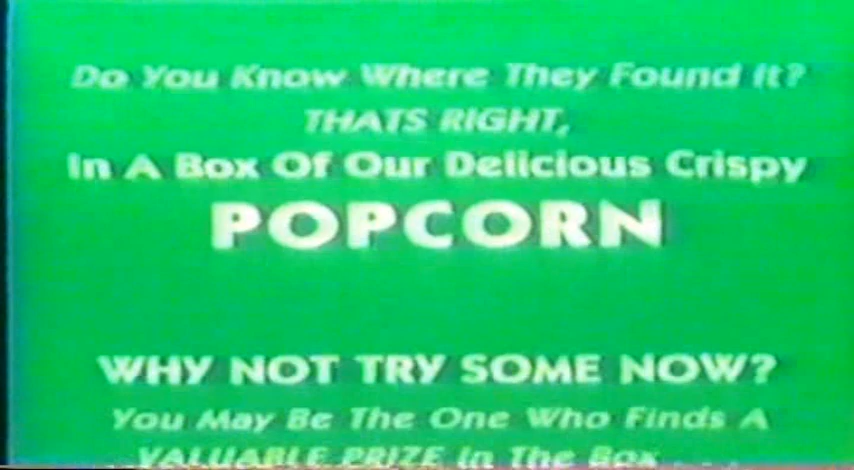 Do You Know Where They Found It?
THATS RIGHT,
In A Box Of Our Delicious Crispy
POPCORN
WHY NOT TRY SOME NOW?
You May Be The One Who Finds A
VALUABLE PRIZE In The Box . . . .